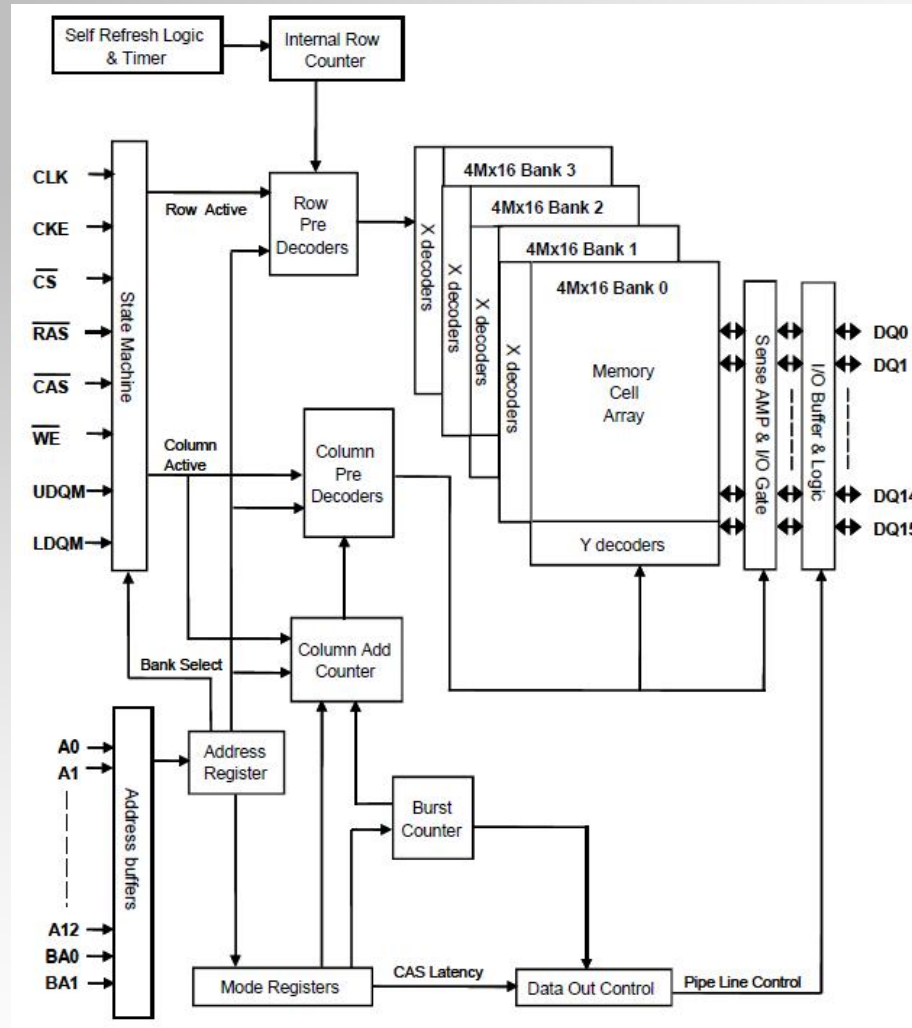 Self Refresh Logic
& Timer
Internal Row
Counter
CLK
CKE
CS
RAS
CAS
WE
UDQM
LDQM
State Machine
Row Active
Row
Pre
Decoders
X decoders
4Mx16 Bank 3
X decoders
4Mx16 Bank 2
X decoders
4Mx16 Bank 1
X decoders
4Mx16 Bank 0
Memory
Cell
Array
Y decoders
Sense AMP & I/O Gate
I/O Buffer & Logic
DQ0
DQ1
DQ14
DQ15
Column
Active
Column
Pre
Decoders
Bank Select
Column Add
Counter
A0
A1
A12
BA0
BA1
Address buffers
Address
Register
Burst
Counter
Mode Registers
CAS Latency
Data Out Control
Pipe Line Control